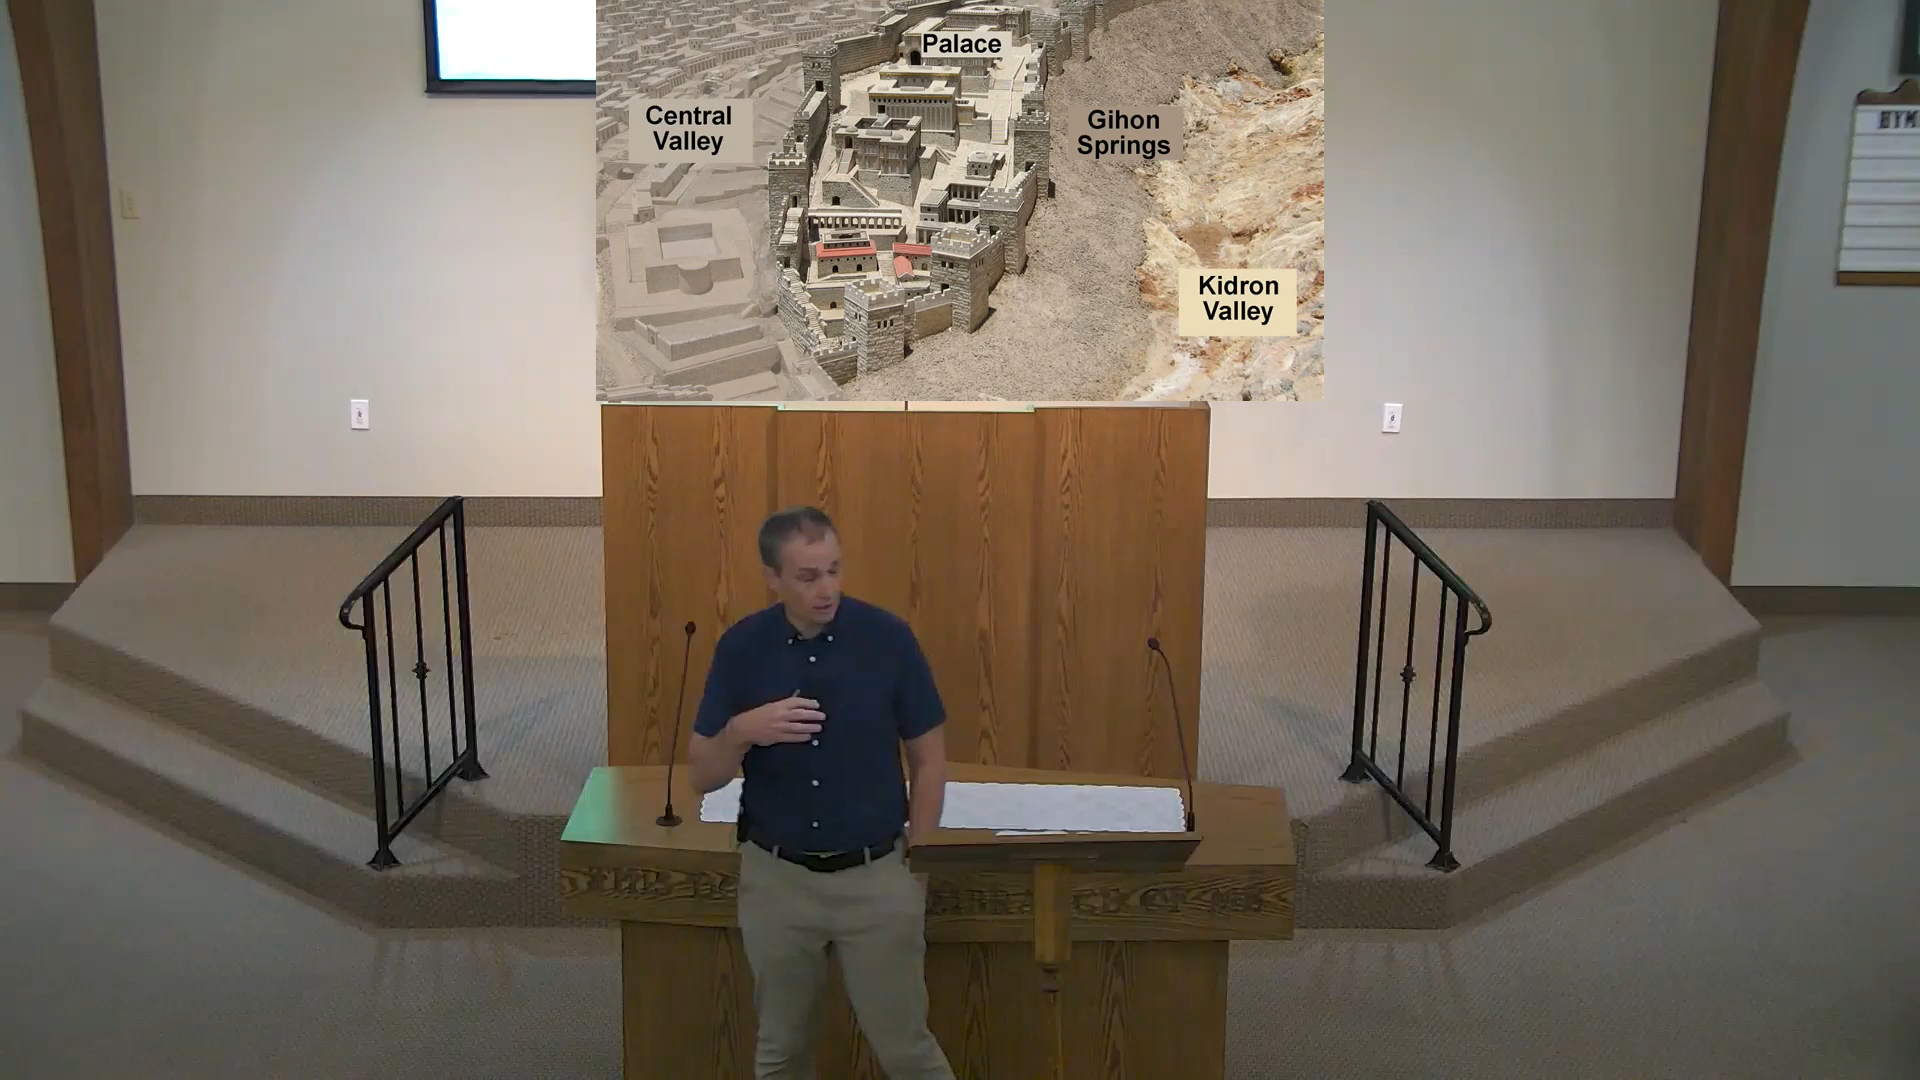 Palace
Central
Valley
Gihon
Springs
Kidron
Valley